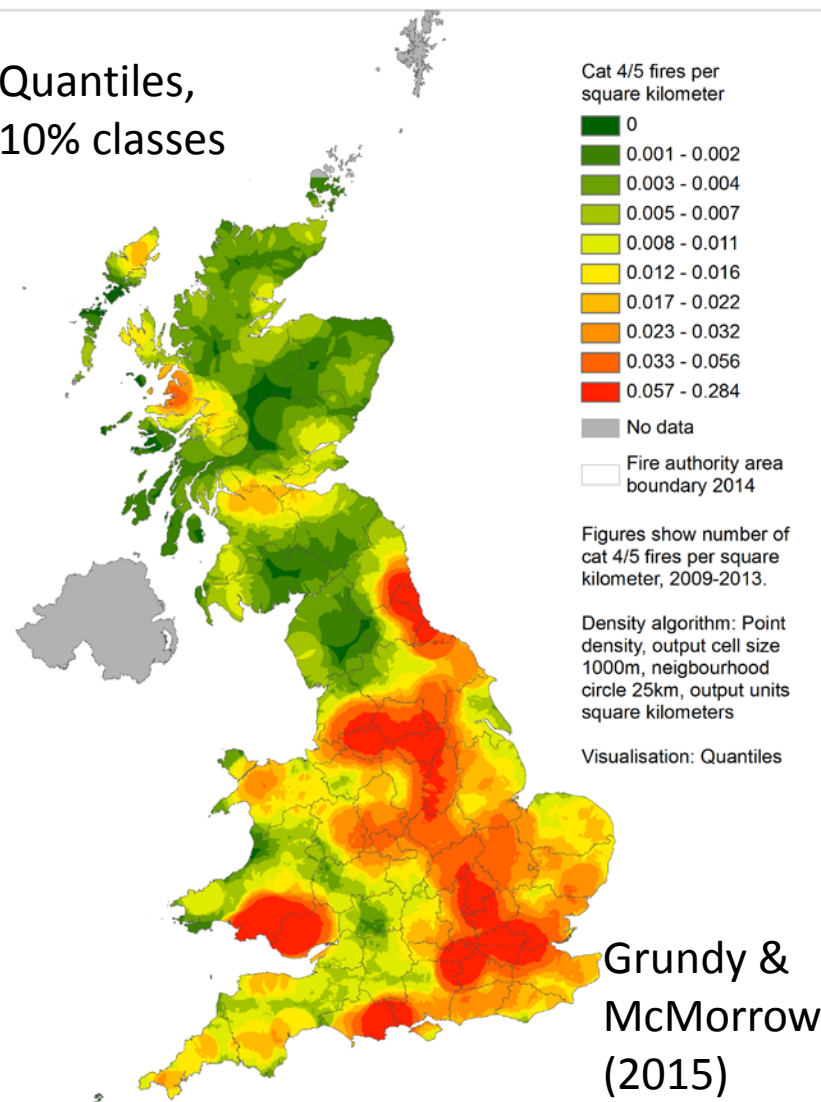 Quantiles,
10% classes
Cat 4/5 fires per
square kilometer
0
0.001 - 0.002
0.003 - 0.004
0.005 - 0.007
0.008 - 0.011
0.012 - 0.016
0.017 - 0.022
0.023 - 0.032
0.033 - 0.056
0.057 - 0.284
No data
Fire authority area
boundary 2014
Figures show number of
cat 4/5 fires per square
kilometer, 2009-2013.
Density algorithm: Point
density, output cell size
1000m, neigbourhood
circle 25km, output units
square kilometers
Visualisation: Quantiles
Grundy &
McMorrow
(2015)